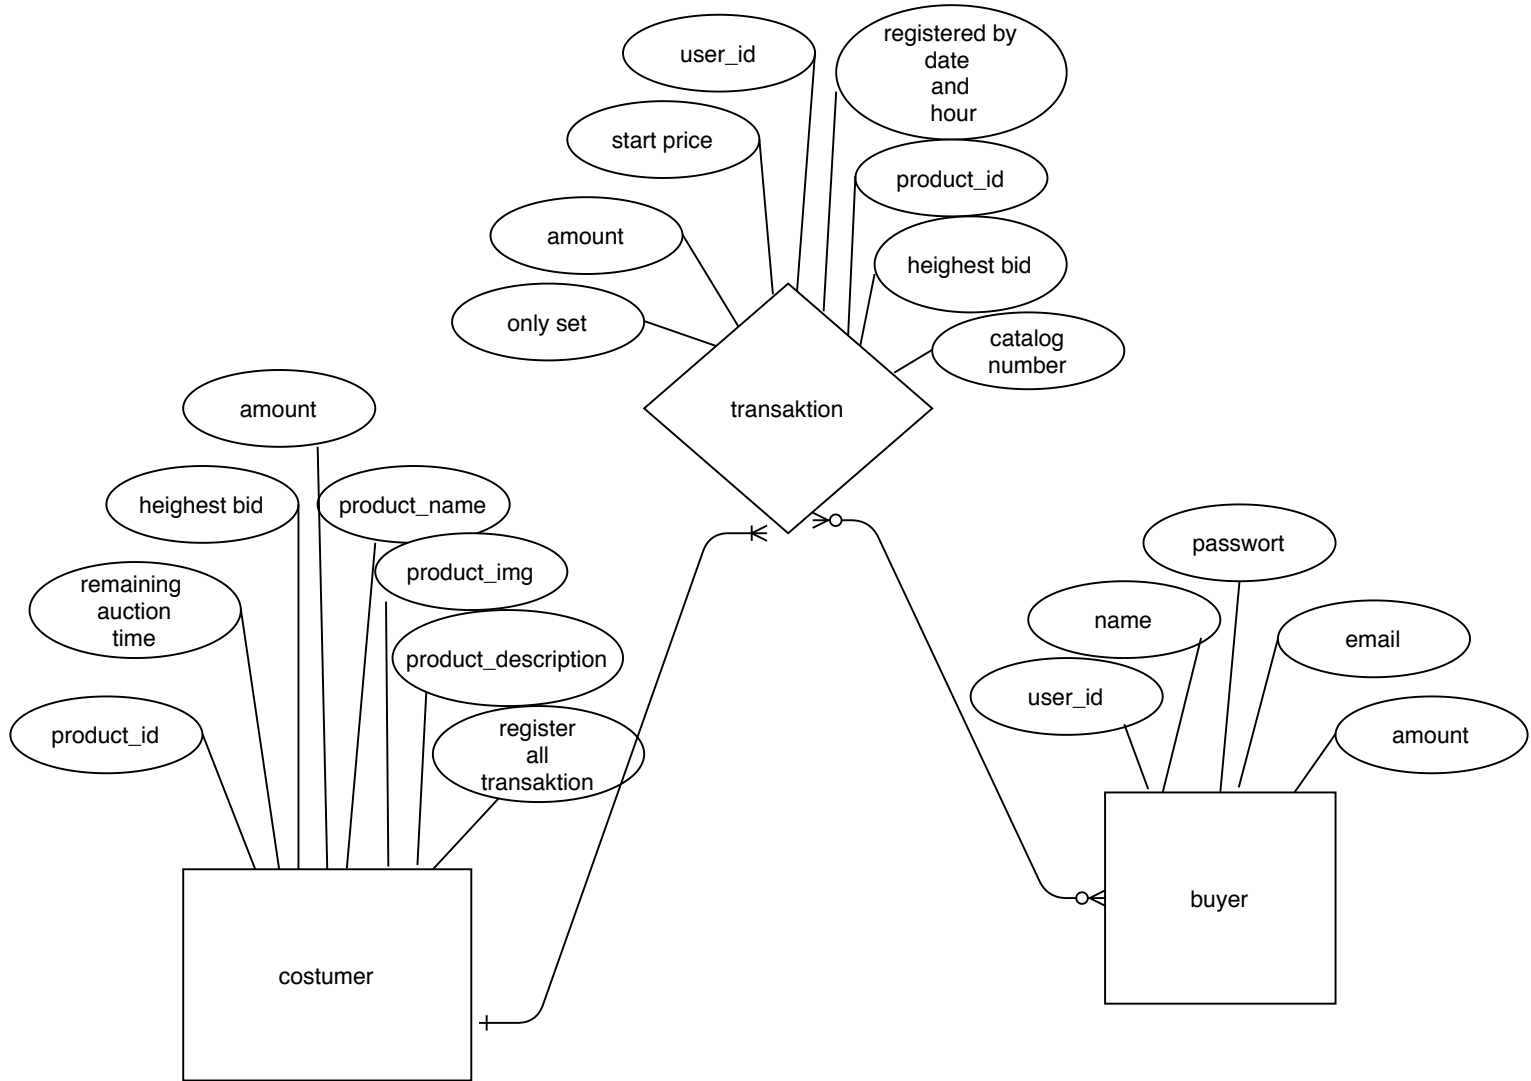 user_id
registered by
date
and
hour
start price
product_id
amount
heighest bid
only set
catalog
number
transaktion
amount
heighest bid
product_name
product_img
remaining
auction
time
product_description
product_id
register
all
transaktion
costumer
passwort
name
email
user_id
amount
buyer